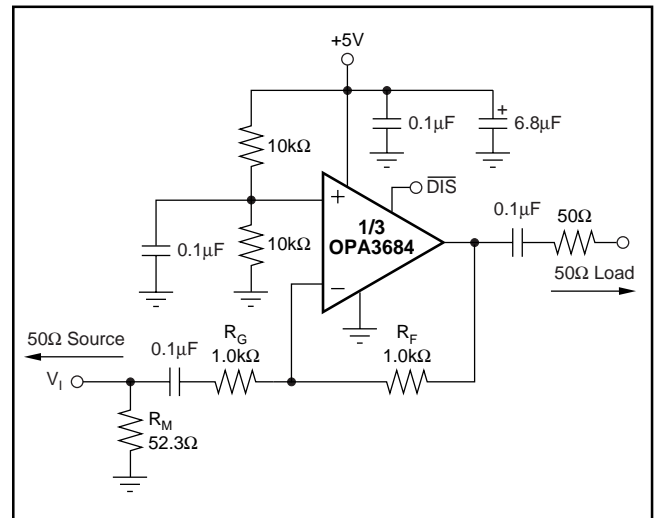 +5V
0.1µF
+
6.8µF
10kΩ
D̅I̅S̅
+
1/3
OPA3684
0.1µF
50Ω
0.1µF
10kΩ
−
50Ω Load
50Ω Source
0.1µF
R_G
1.0kΩ
R_F
1.0kΩ
V_I
R_M
52.3Ω